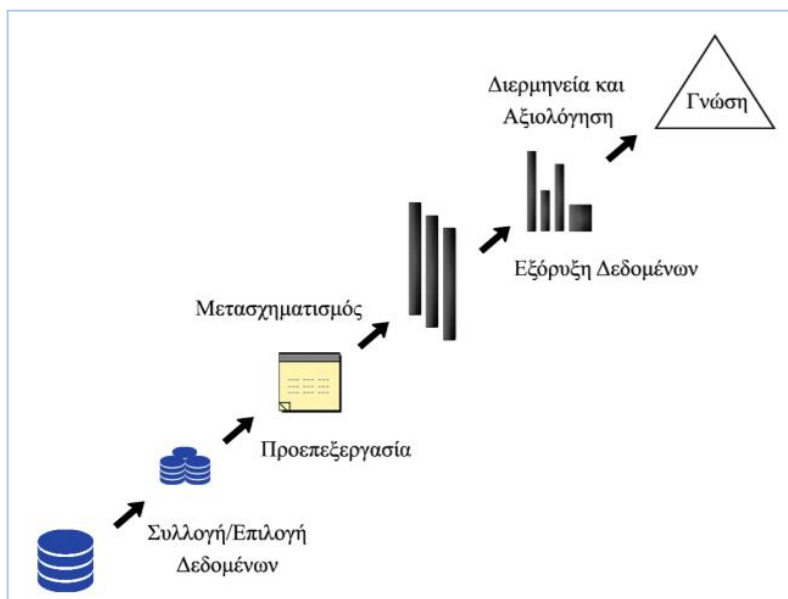 Διερμηνεία και
Αξιολόγηση
Γνώση
Εξόρυξη Δεδομένων
Μετασχηματισμός
Προεπεξεργασία
Συλλογή/Επιλογή
Δεδομένων